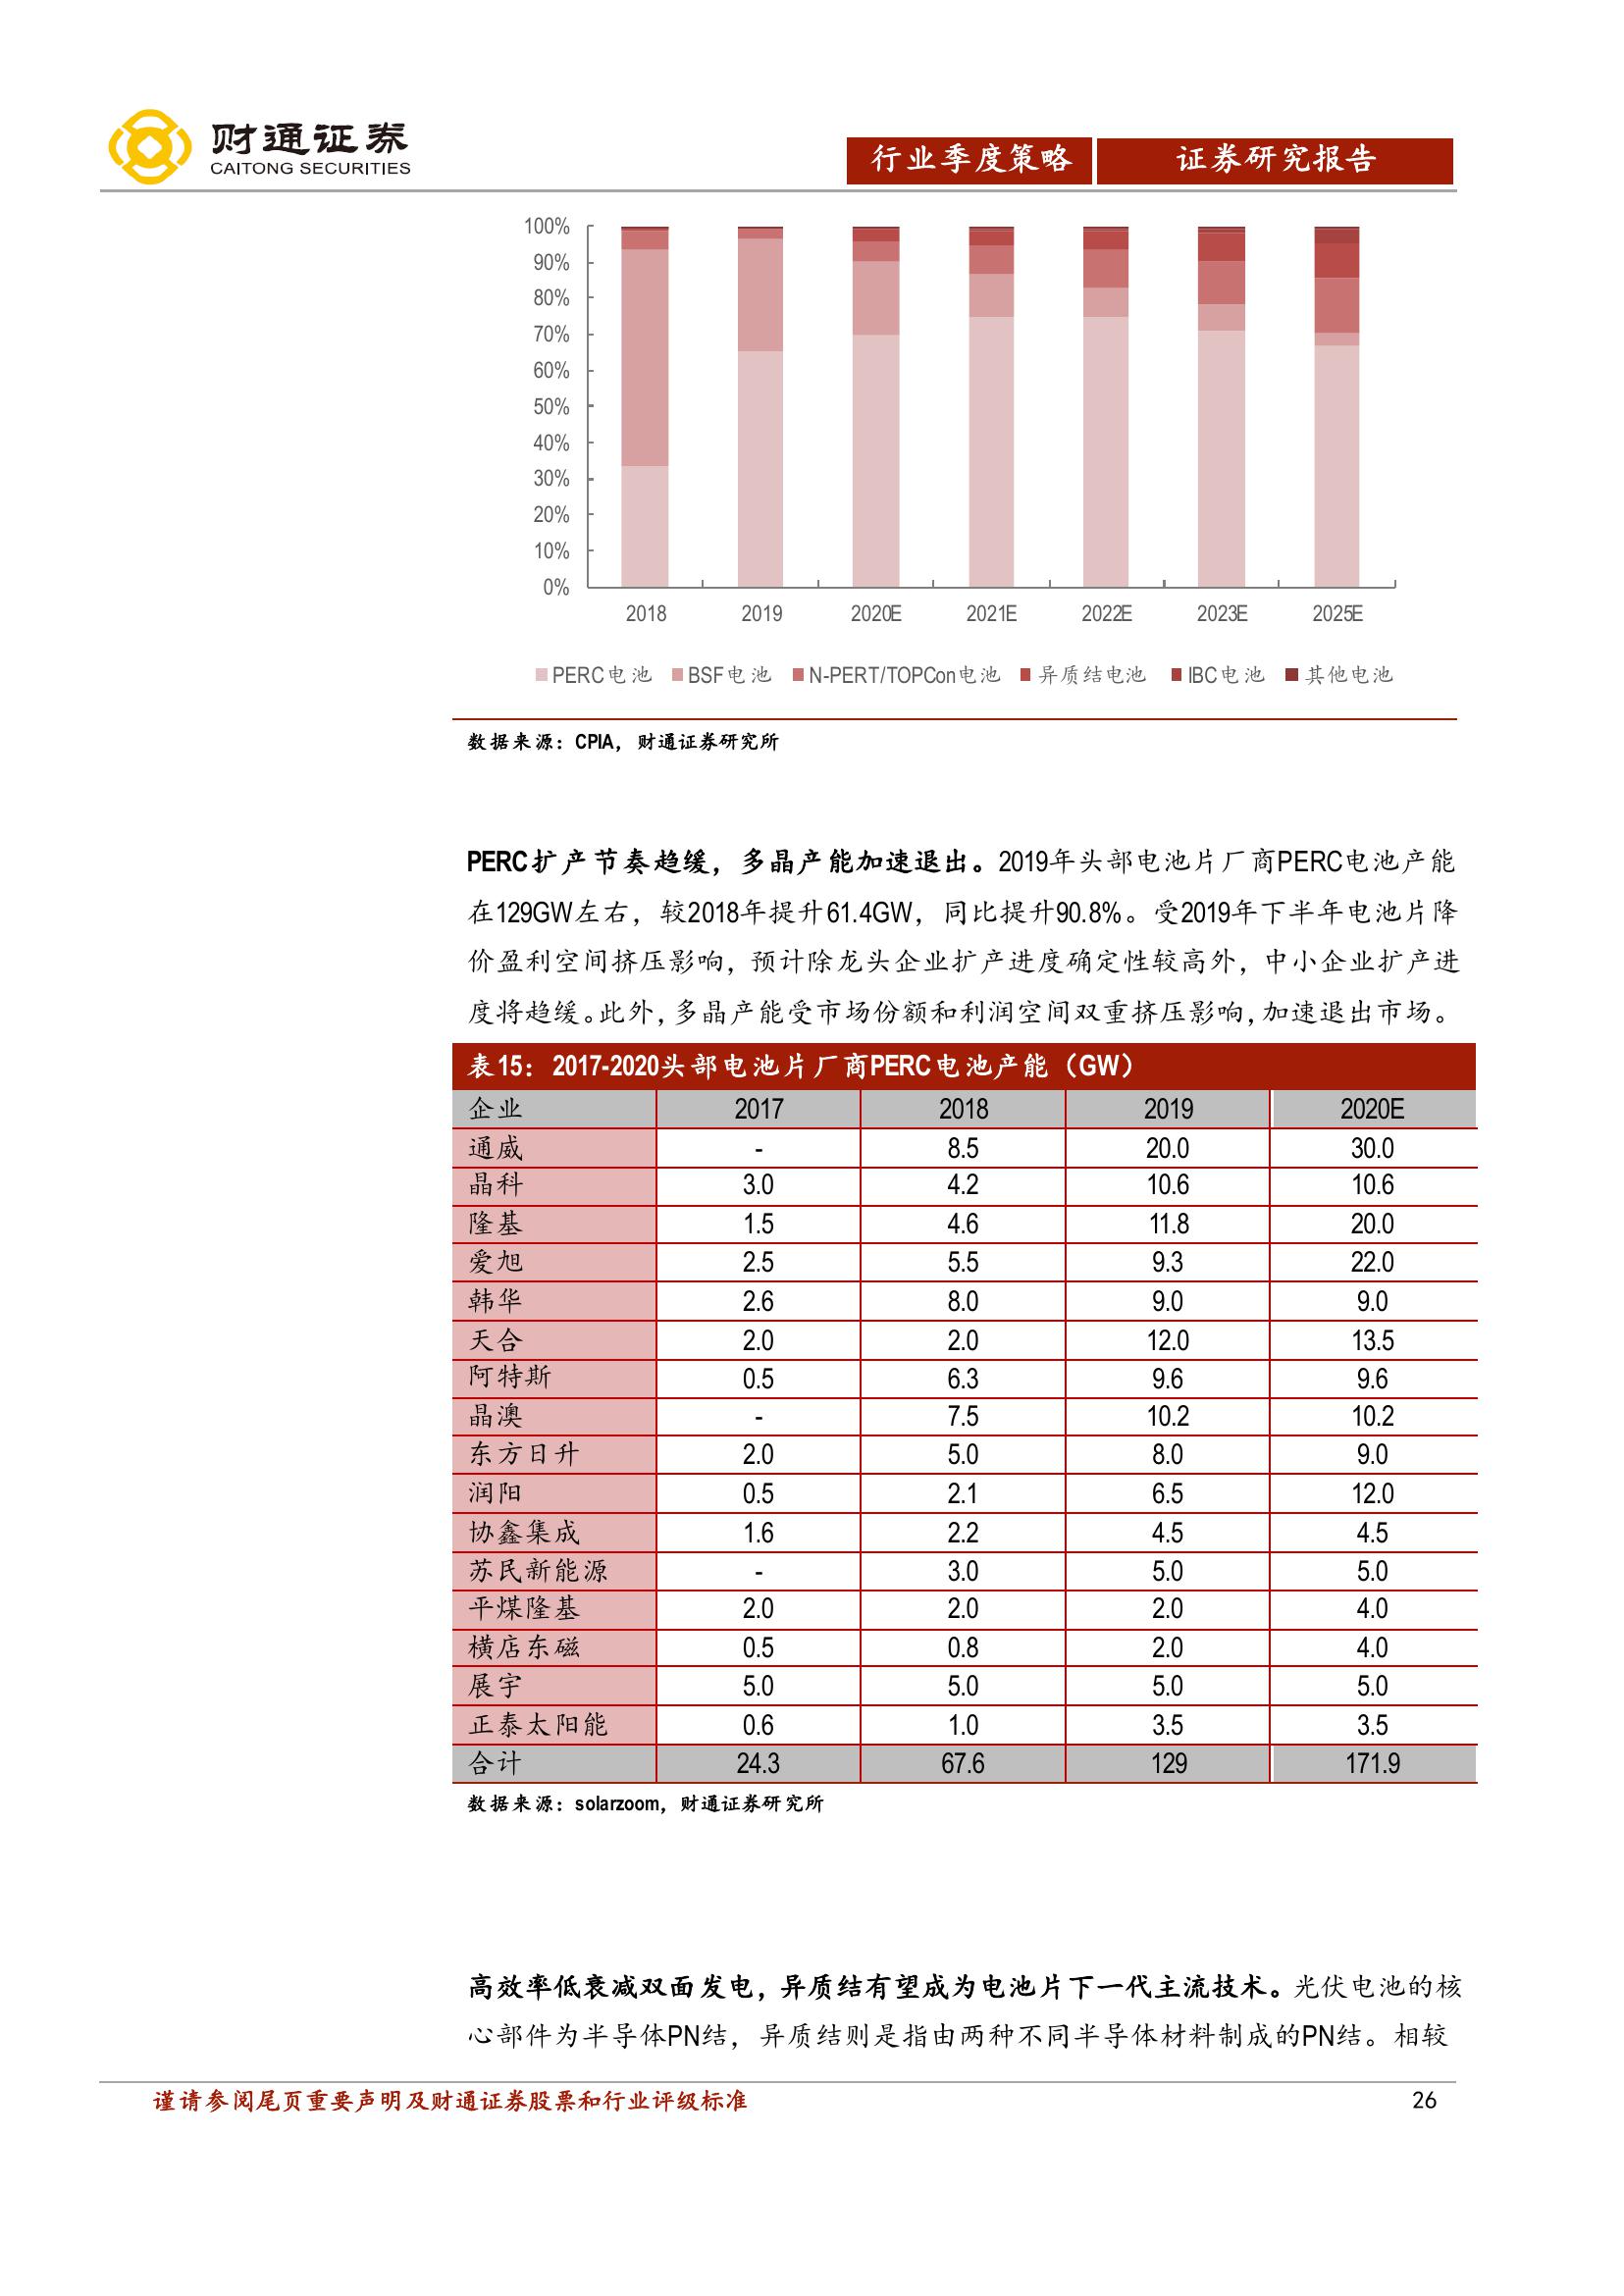 财通证券
CAITONG SECURITIES
行业季度策略 证券研究报告
100%
90%
80%
70%
60%
50%
40%
30%
20%
10%
0%
2018 2019 2020E 2021E 2022E 2023E 2025E
PERC电池 BSF电池 N-PERT/TOPCon电池 异质结电池 IBC电池 其他电池
数据来源：CPIA，财通证券研究所
PERC扩产节奏趋缓，多晶产能加速退出。2019年头部电池片厂商PERC电池产能
在129GW左右，较2018年提升61.4GW，同比提升90.8%。受2019年下半年电池片降
价盈利空间挤压影响，预计除龙头企业扩产进度确定性较高外，中小企业扩产进
度将趋缓。此外，多晶产能受市场份额和利润空间双重挤压影响，加速退出市场。
表15：2017-2020头部电池片厂商PERC电池产能（GW）
企业 2017 2018 2019 2020E
通威 - 8.5 20.0 30.0
晶科 3.0 4.2 10.6 10.6
隆基 1.5 4.6 11.8 20.0
爱旭 2.5 5.5 9.3 22.0
韩华 2.6 8.0 9.0 9.0
天合 2.0 2.0 12.0 13.5
阿特斯 0.5 6.3 9.6 9.6
晶澳 - 7.5 10.2 10.2
东方日升 2.0 5.0 8.0 9.0
润阳 0.5 2.1 6.5 12.0
协鑫集成 1.6 2.2 4.5 4.5
苏民新能源 - 3.0 5.0 5.0
平煤隆基 2.0 2.0 2.0 4.0
横店东磁 0.5 0.8 2.0 4.0
展宇 5.0 5.0 5.0 5.0
正泰太阳能 0.6 1.0 3.5 3.5
合计 24.3 67.6 129 171.9
数据来源：solarzoom，财通证券研究所
高效率低衰减双面发电，异质结有望成为电池片下一代主流技术。光伏电池的核
心部件为半导体PN结，异质结则是指由两种不同半导体材料制成的PN结。相较
谨请参阅尾页重要声明及财通证券股票和行业评级标准 26